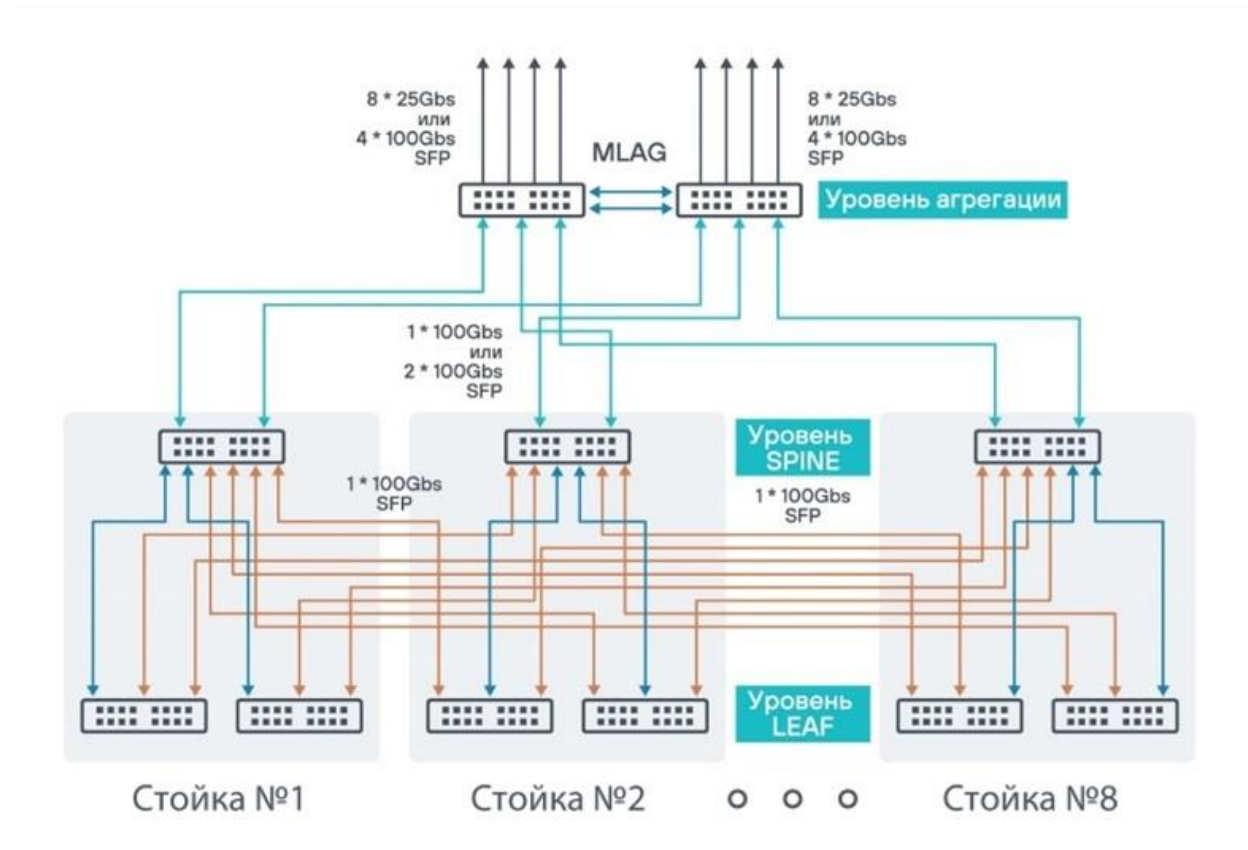 8 * 25Gbs
или
4 * 100Gbs
SFP
MLAG
8 * 25Gbs
или
4 * 100Gbs
SFP
Уровень агрегации
1 * 100Gbs
или
2 * 100Gbs
SFP
Уровень
SPINE
1 * 100Gbs
SFP
1 * 100Gbs
SFP
Уровень
LEAF
Стойка №1
Стойка №2
Стойка №8